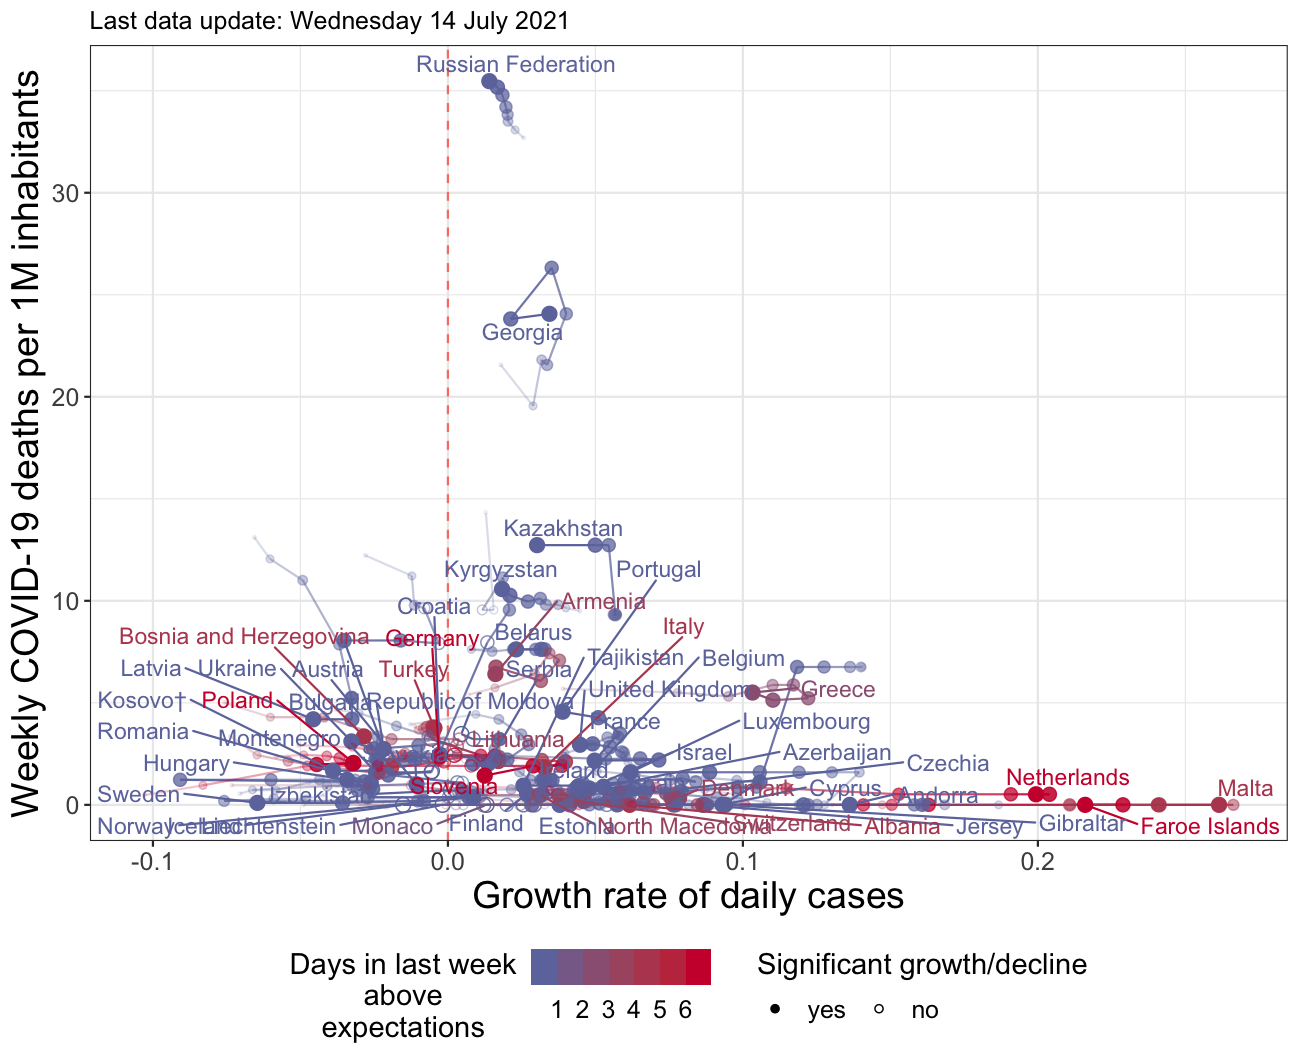 Last data update: Wednesday 14 July 2021
Weekly COVID-19 deaths per 1M inhabitants
30
20
10
0
Russian Federation
Georgia
Kazakhstan
Kyrgyzstan
Portugal
Croatia
Armenia
Bosnia and Herzegovina
Germany
Belarus
Italy
Latvia
Ukraine
Austria
Turkey
Serbia
Tajikistan
Belgium
Kosovo†
Poland
Bulgaria
Republic of Moldova
United Kingdom
Greece
Romania
Montenegro
Lithuania
France
Luxembourg
Hungary
Israel
Azerbaijan
Czechia
Slovenia
Netherlands
Sweden
Uzbekistan
Denmark
Cyprus
Andorra
Malta
Norway
Iceland
Liechtenstein
Monaco
Finland
Estonia
North Macedonia
Switzerland
Albania
Jersey
Gibraltar
Faroe Islands
-0.1
0.0
0.1
0.2
Growth rate of daily cases
Days in last week
above
expectations
1 2 3 4 5 6
Significant growth/decline
yes
no